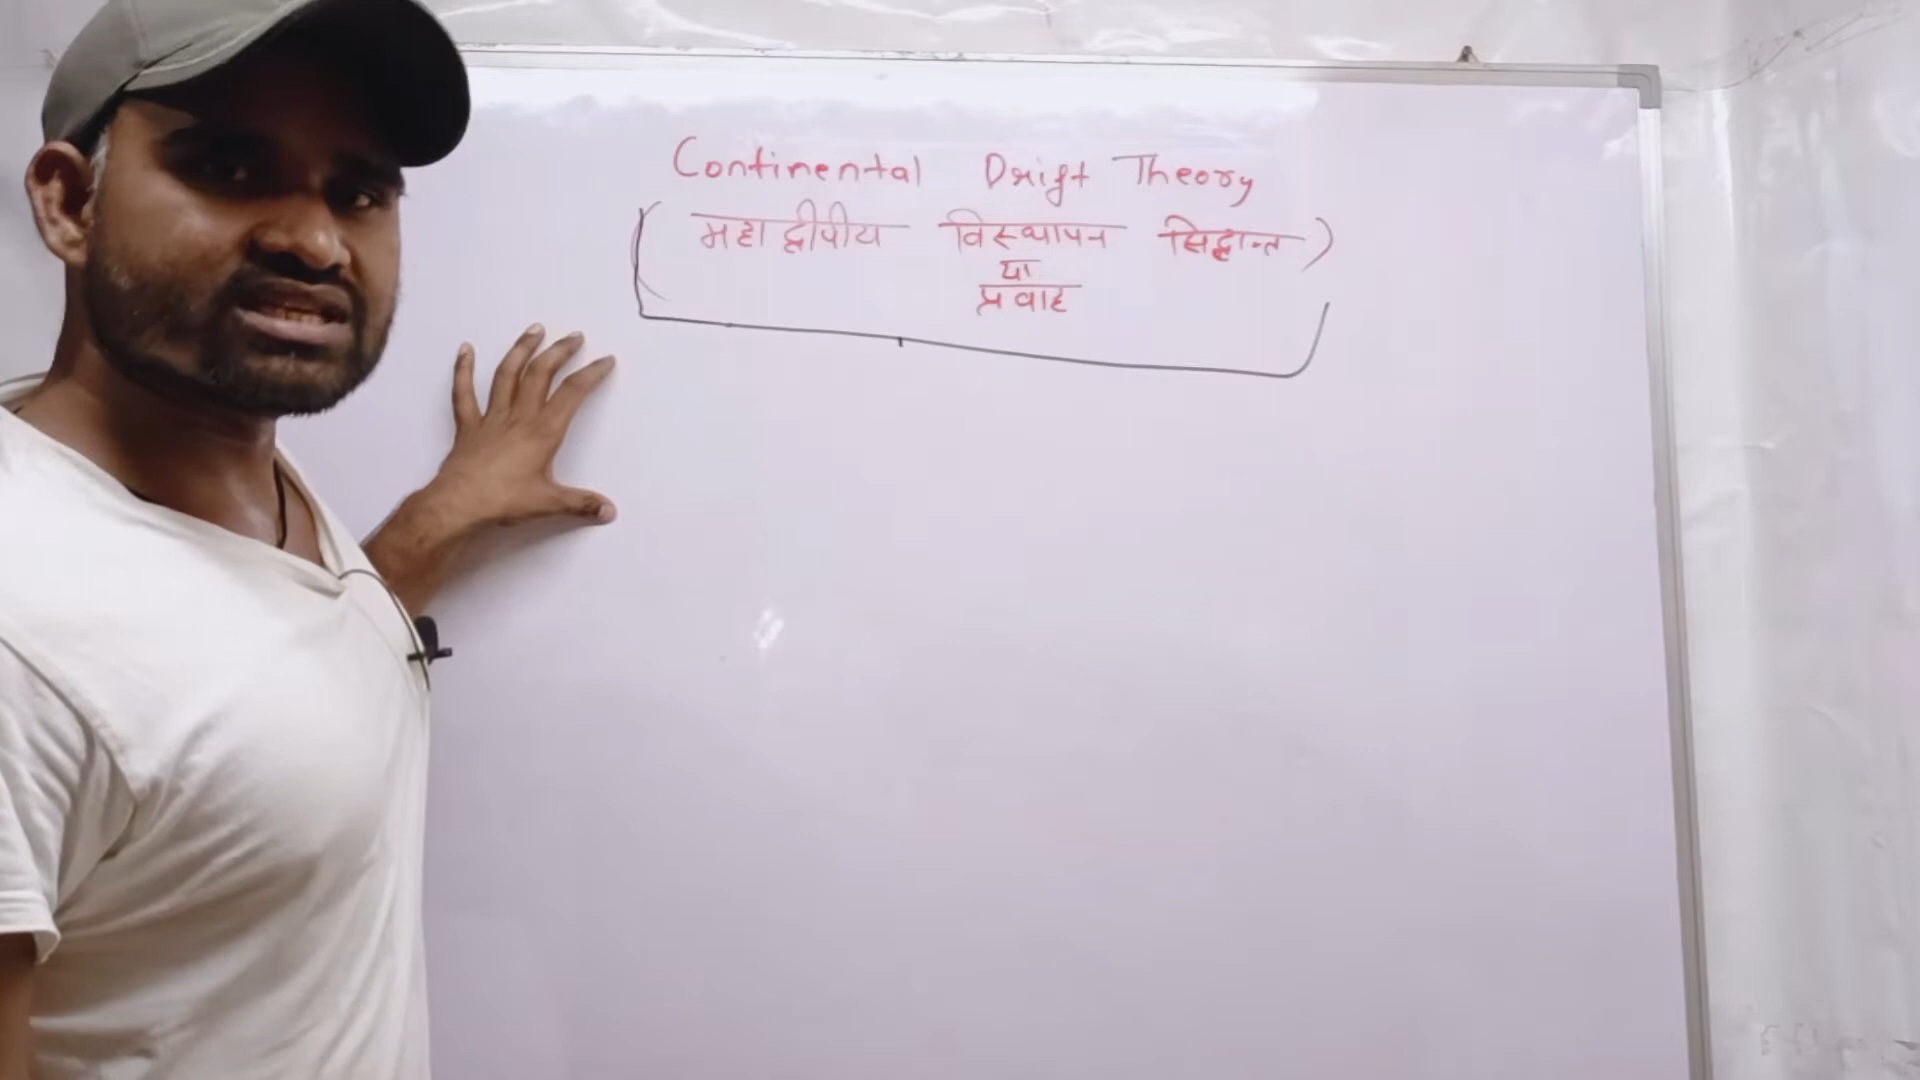 Continental Drift Theory
(महाद्वीपीय विस्थापन सिद्धान्त)
या
प्रवाह